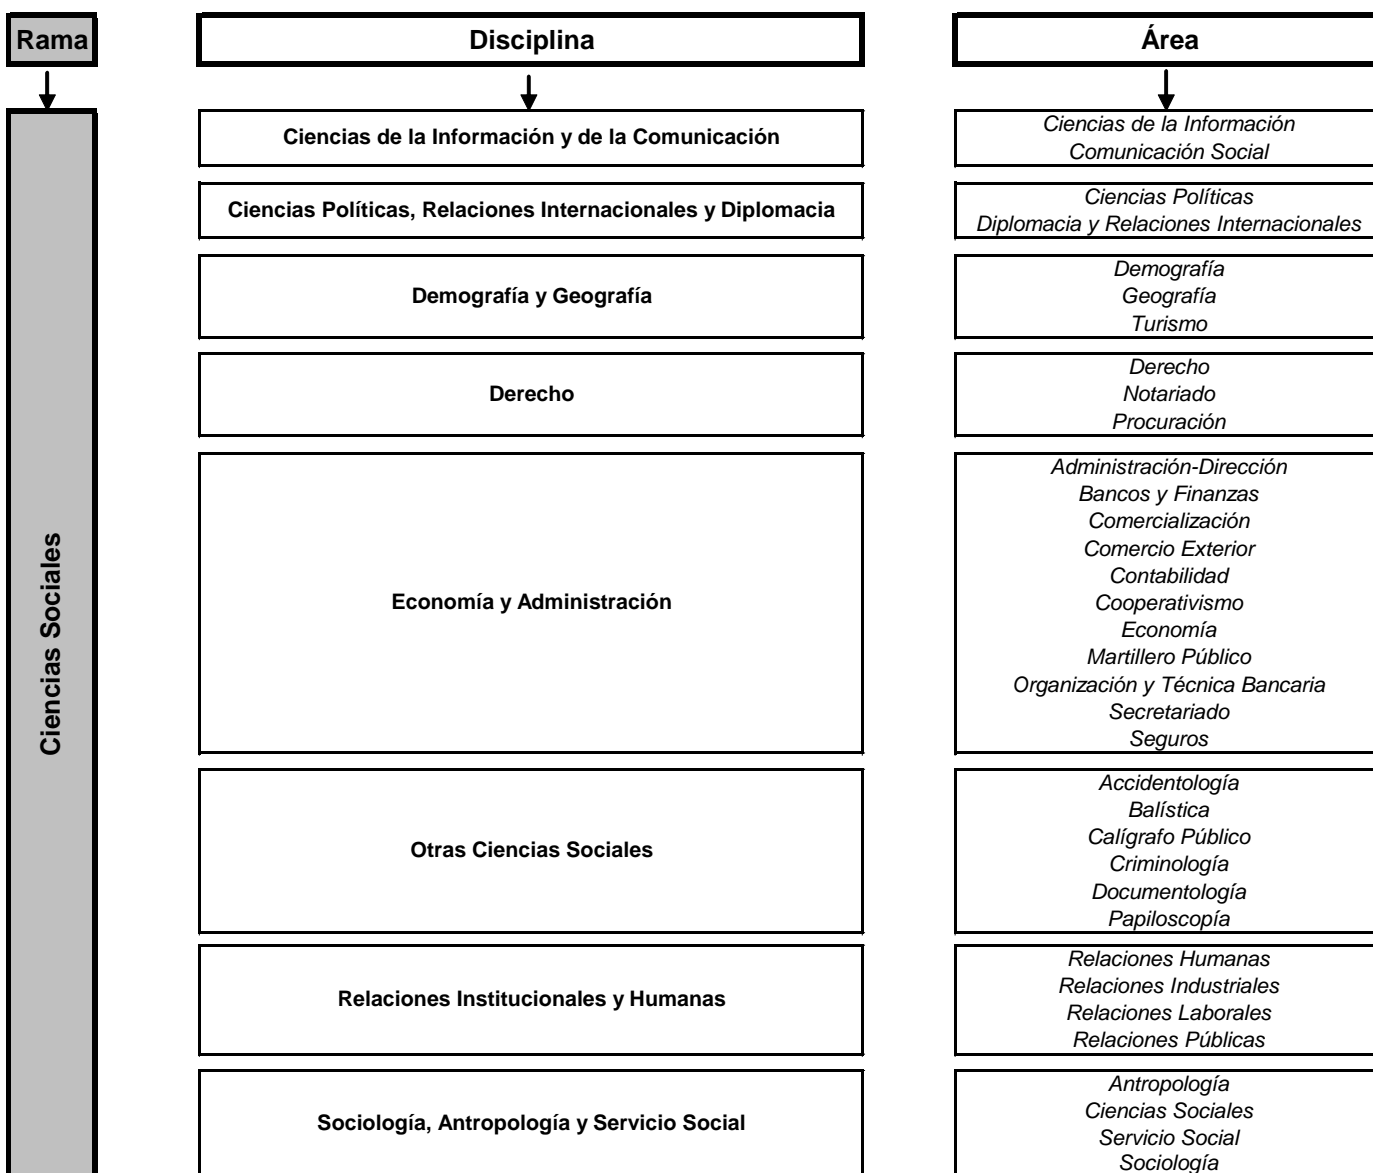 Rama
Disciplina
Área
Ciencias Sociales
Ciencias de la Información y de la Comunicación
Ciencias de la Información
Comunicación Social
Ciencias Políticas, Relaciones Internacionales y Diplomacia
Ciencias Políticas
Diplomacia y Relaciones Internacionales
Demografía y Geografía
Demografía
Geografía
Turismo
Derecho
Derecho
Notariado
Procuración
Economía y Administración
Administración-Dirección
Bancos y Finanzas
Comercialización
Comercio Exterior
Contabilidad
Cooperativismo
Economía
Martillero Público
Organización y Técnica Bancaria
Secretariado
Seguros
Otras Ciencias Sociales
Accidentología
Balística
Calígrafo Público
Criminología
Documentología
Papiloscopía
Relaciones Institucionales y Humanas
Relaciones Humanas
Relaciones Industriales
Relaciones Laborales
Relaciones Públicas
Sociología, Antropología y Servicio Social
Antropología
Ciencias Sociales
Servicio Social
Sociología